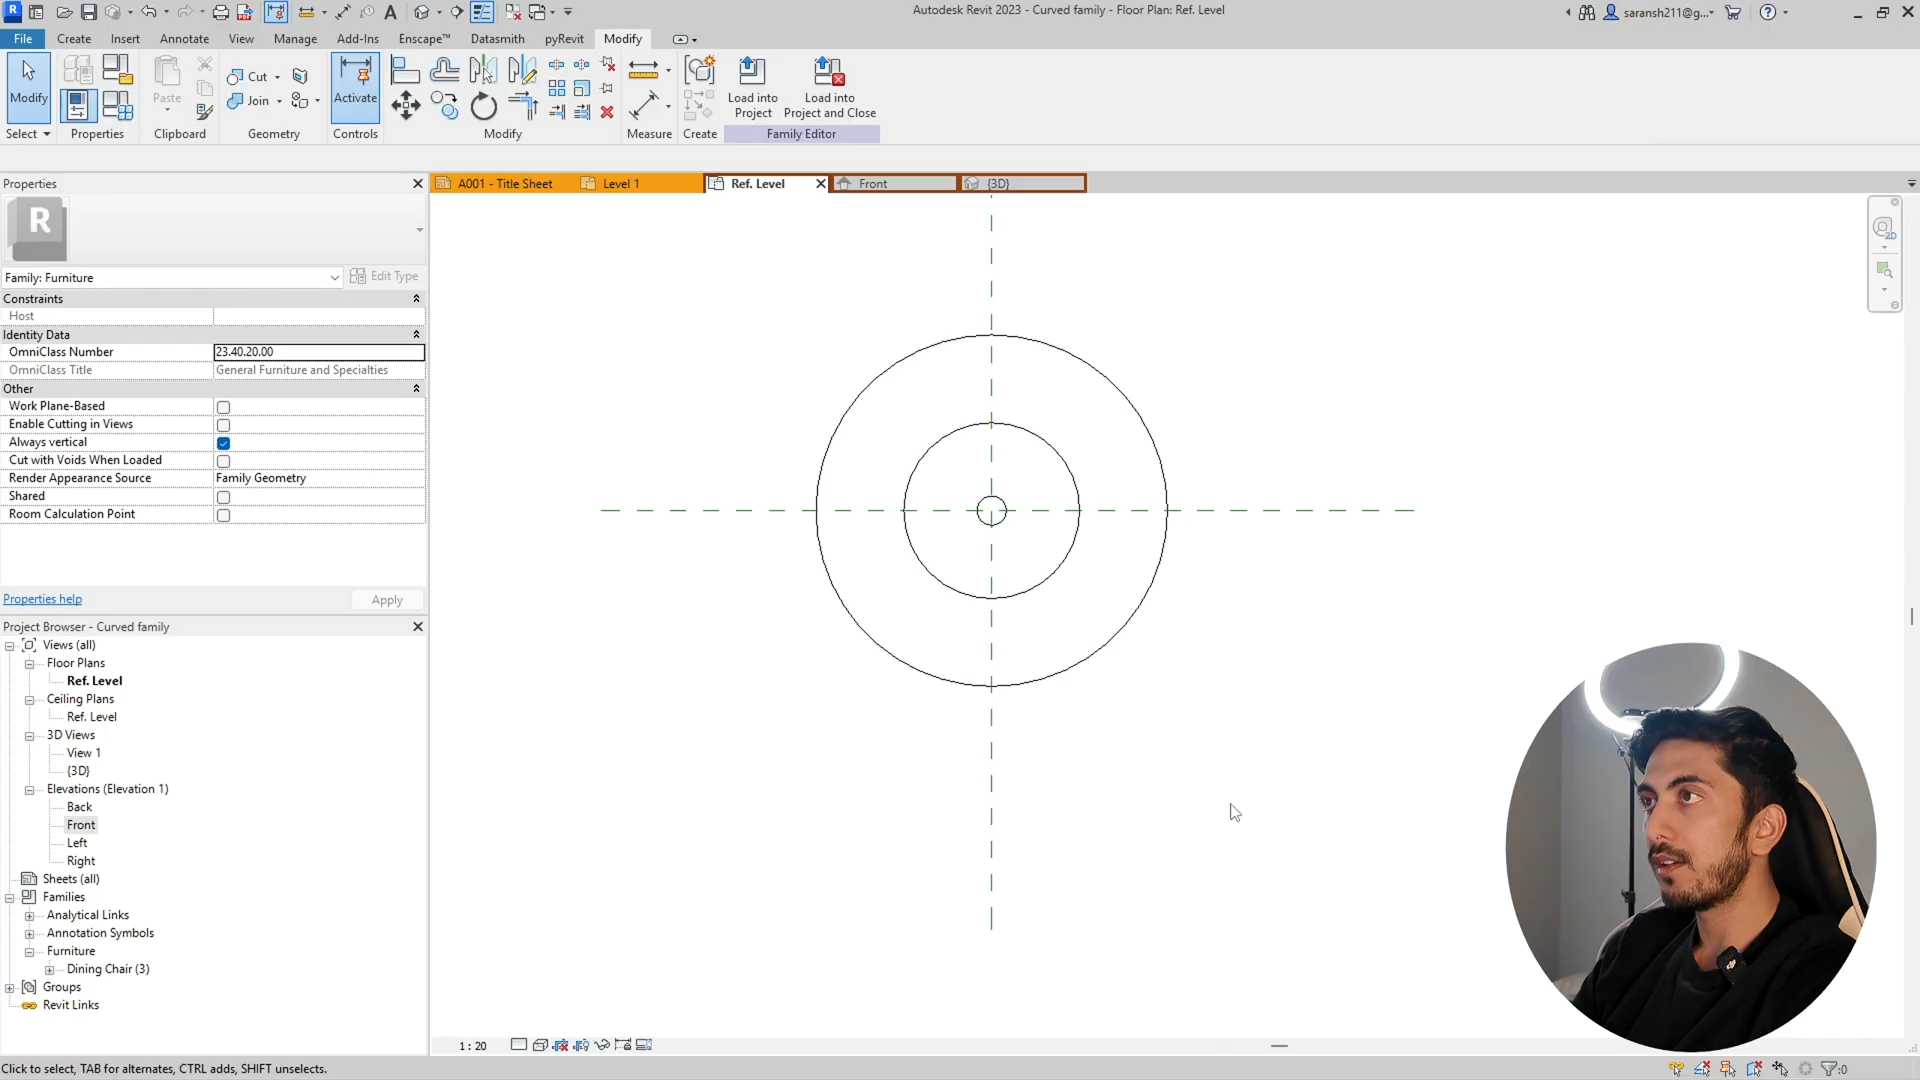 Autodesk Revit 2023 - Curved family - Floor Plan: Ref. Level
saransh211@g...
File Create Insert Annotate View Manage Add-Ins Enscape™ Datasmith pyRevit Modify
Modify
Paste
Cut
Join
Activate
Load into Project
Load into Project and Close
Select Properties Clipboard Geometry Controls Modify Measure Create Family Editor
Properties
A001 - Title Sheet
Level 1
Ref. Level
Front
{3D}
R
Family: Furniture
Edit Type
Constraints
Host
Identity Data
OmniClass Number 23.40.20.00
OmniClass Title General Furniture and Specialties
Other
Work Plane-Based
Enable Cutting in Views
Always vertical
Cut with Voids When Loaded
Render Appearance Source Family Geometry
Shared
Room Calculation Point
Properties help
Apply
Project Browser - Curved family
Views (all)
Floor Plans
Ref. Level
Ceiling Plans
Ref. Level
3D Views
View 1
{3D}
Elevations (Elevation 1)
Back
Front
Left
Right
Sheets (all)
Families
Analytical Links
Annotation Symbols
Furniture
Dining Chair (3)
Groups
Revit Links
1 : 20
Click to select, TAB for alternates, CTRL adds, SHIFT unselects.
:0